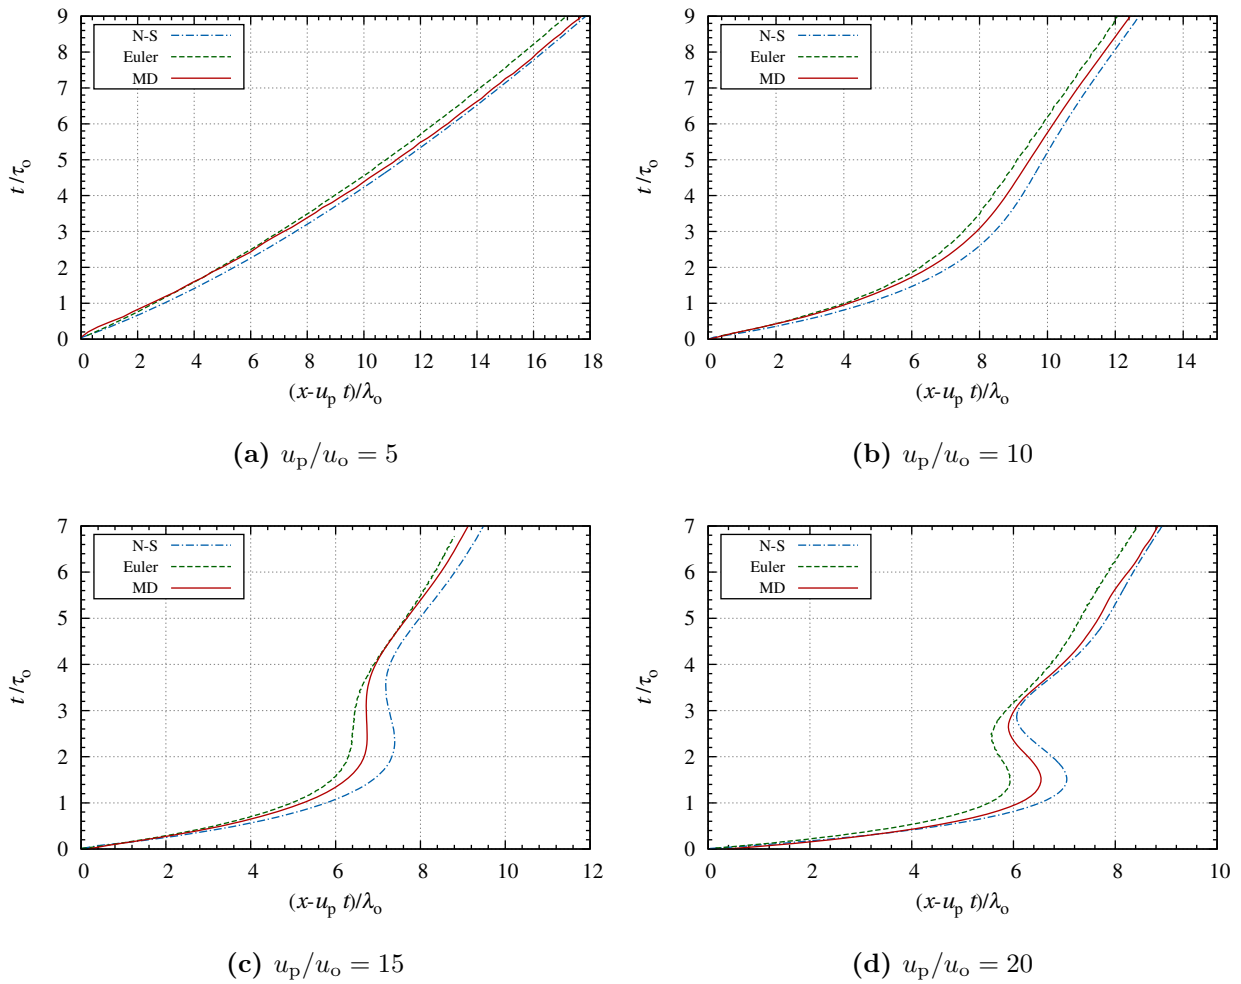 9
8
7
6
5
4
3
2
1
0
t/τo
N-S
Euler
MD
0 2 4 6 8 10 12 14 16 18
(x-up t)/λo
(a) up/uo = 5
9
8
7
6
5
4
3
2
1
0
t/τo
N-S
Euler
MD
0 2 4 6 8 10 12 14
(x-up t)/λo
(b) up/uo = 10
7
6
5
4
3
2
1
0
t/τo
N-S
Euler
MD
0 2 4 6 8 10 12
(x-up t)/λo
(c) up/uo = 15
7
6
5
4
3
2
1
0
t/τo
N-S
Euler
MD
0 2 4 6 8 10
(x-up t)/λo
(d) up/uo = 20